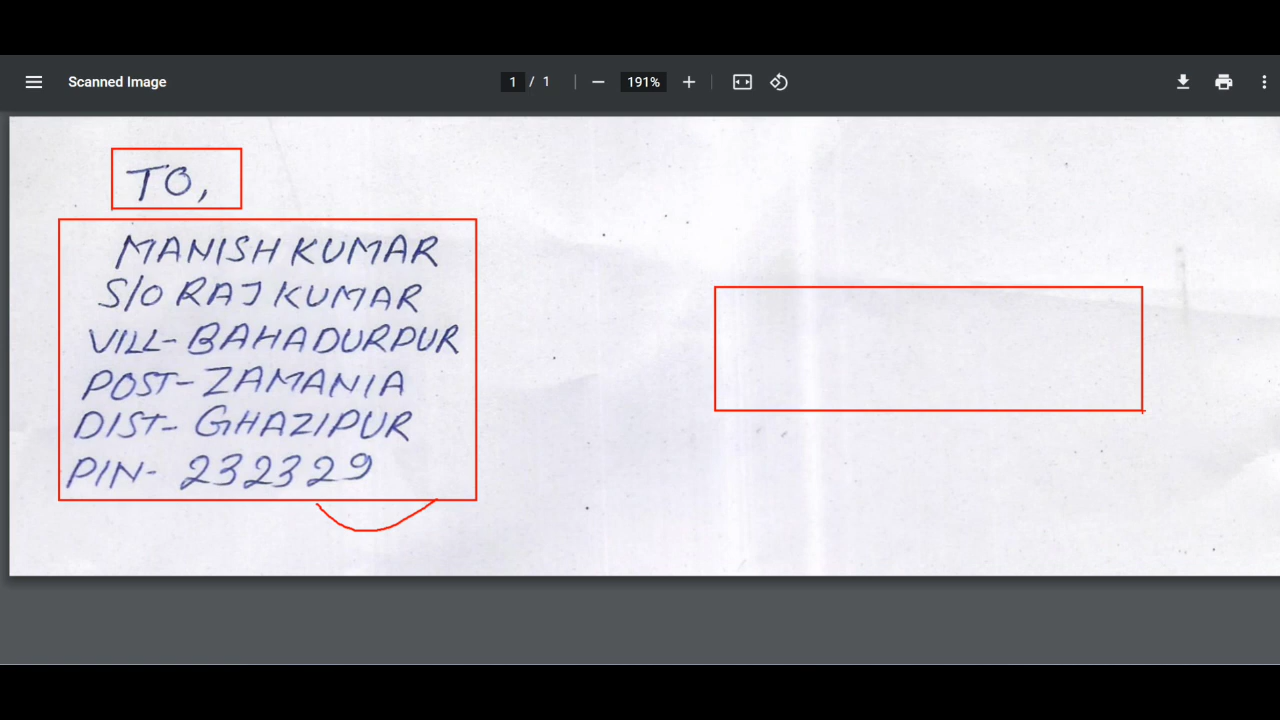 Scanned Image
1 / 1
191%
TO,
MANISH KUMAR
S/O RAJ KUMAR
VILL- BAHADURPUR
POST- ZAMANIA
DIST- GHAZIPUR
PIN- 232329